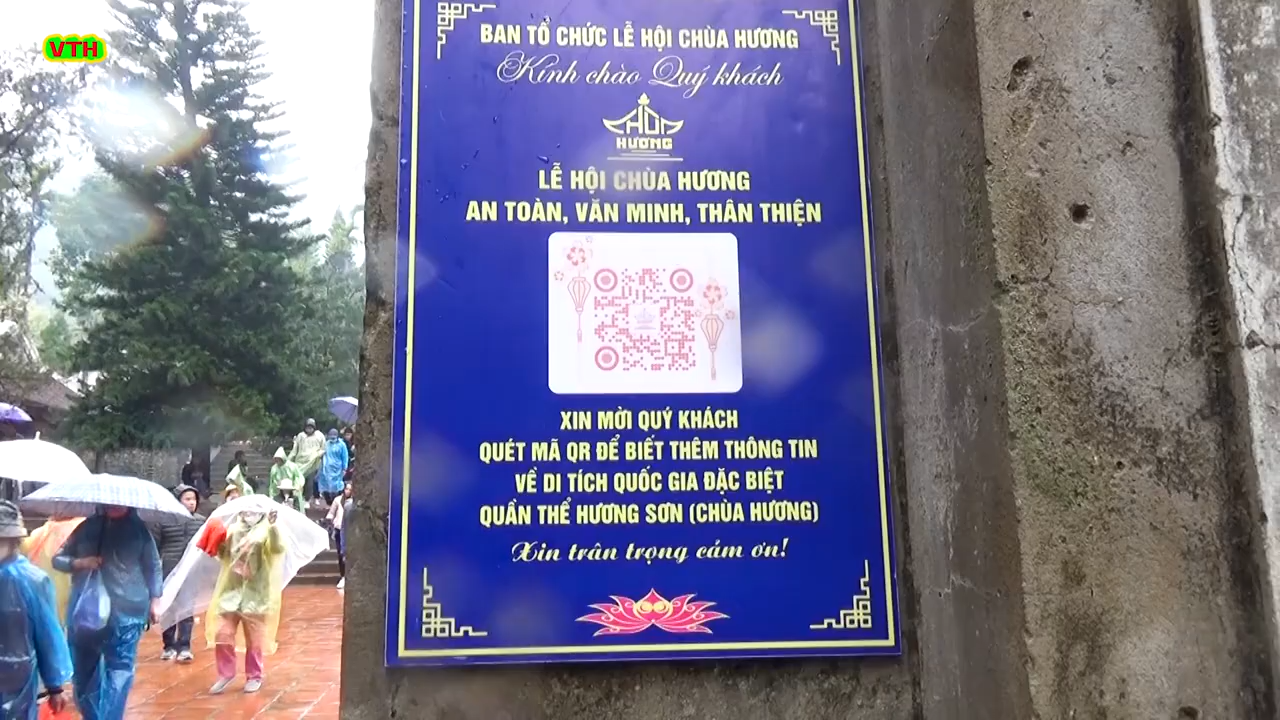 VTH
BAN TỔ CHỨC LỄ HỘI CHÙA HƯƠNG
Kính chào Quý khách
CHÙA
HƯƠNG
LỄ HỘI CHÙA HƯƠNG
AN TOÀN, VĂN MINH, THÂN THIỆN
XIN MỜI QUÝ KHÁCH
QUÉT MÃ QR ĐỂ BIẾT THÊM THÔNG TIN
VỀ DI TÍCH QUỐC GIA ĐẶC BIỆT
QUẦN THỂ HƯƠNG SƠN (CHÙA HƯƠNG)
Xin trân trọng cảm ơn!